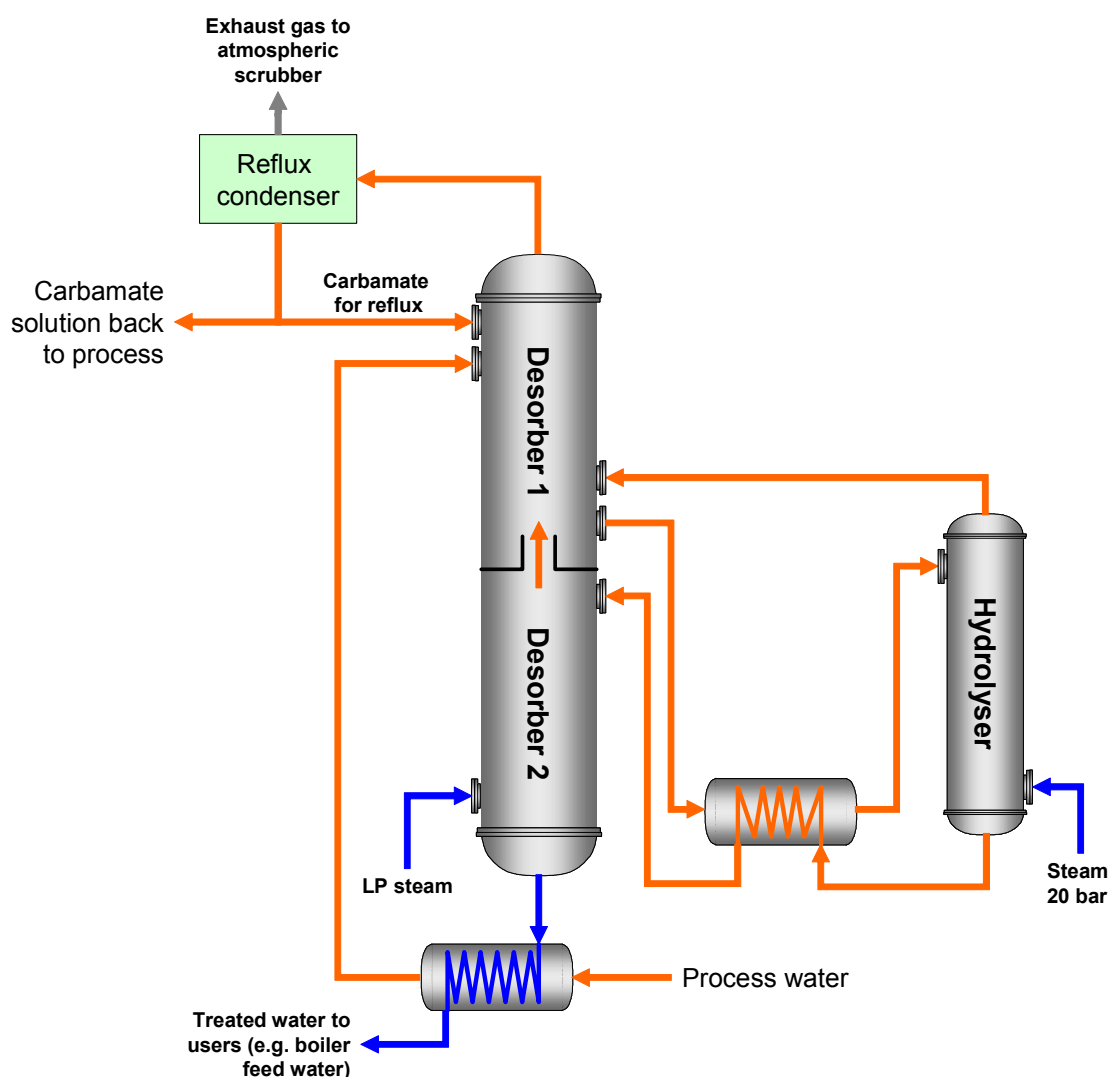 Exhaust gas to
atmospheric
scrubber
Reflux
condenser
Carbamate
for reflux
Carbamate
solution back
to process
Desorber 1
Desorber 2
Hydrolyser
LP steam
Steam
20 bar
Process water
Treated water to
users (e.g. boiler
feed water)